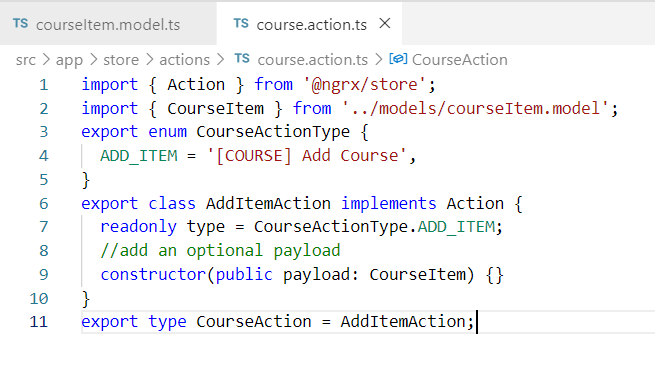 TS courseItem.model.ts TS course.action.ts ×
src > app > store > actions > TS course.action.ts > CourseAction
1 import { Action } from '@ngrx/store';
2 import { CourseItem } from '../models/courseItem.model';
3 export enum CourseActionType {
4   ADD_ITEM = '[COURSE] Add Course',
5 }
6 export class AddItemAction implements Action {
7   readonly type = CourseActionType.ADD_ITEM;
8   //add an optional payload
9   constructor(public payload: CourseItem) {}
10 }
11 export type CourseAction = AddItemAction;